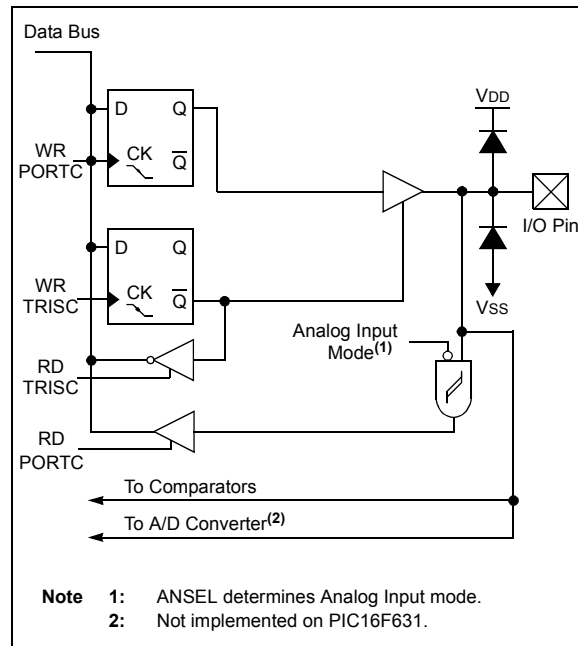 Data Bus
D Q
WR
PORTC
CK Q
VDD
I/O Pin
D Q
WR
TRISC
CK Q
VSS
Analog Input
Mode(1)
RD
TRISC
RD
PORTC
To Comparators
To A/D Converter(2)
Note 1: ANSEL determines Analog Input mode.
2: Not implemented on PIC16F631.